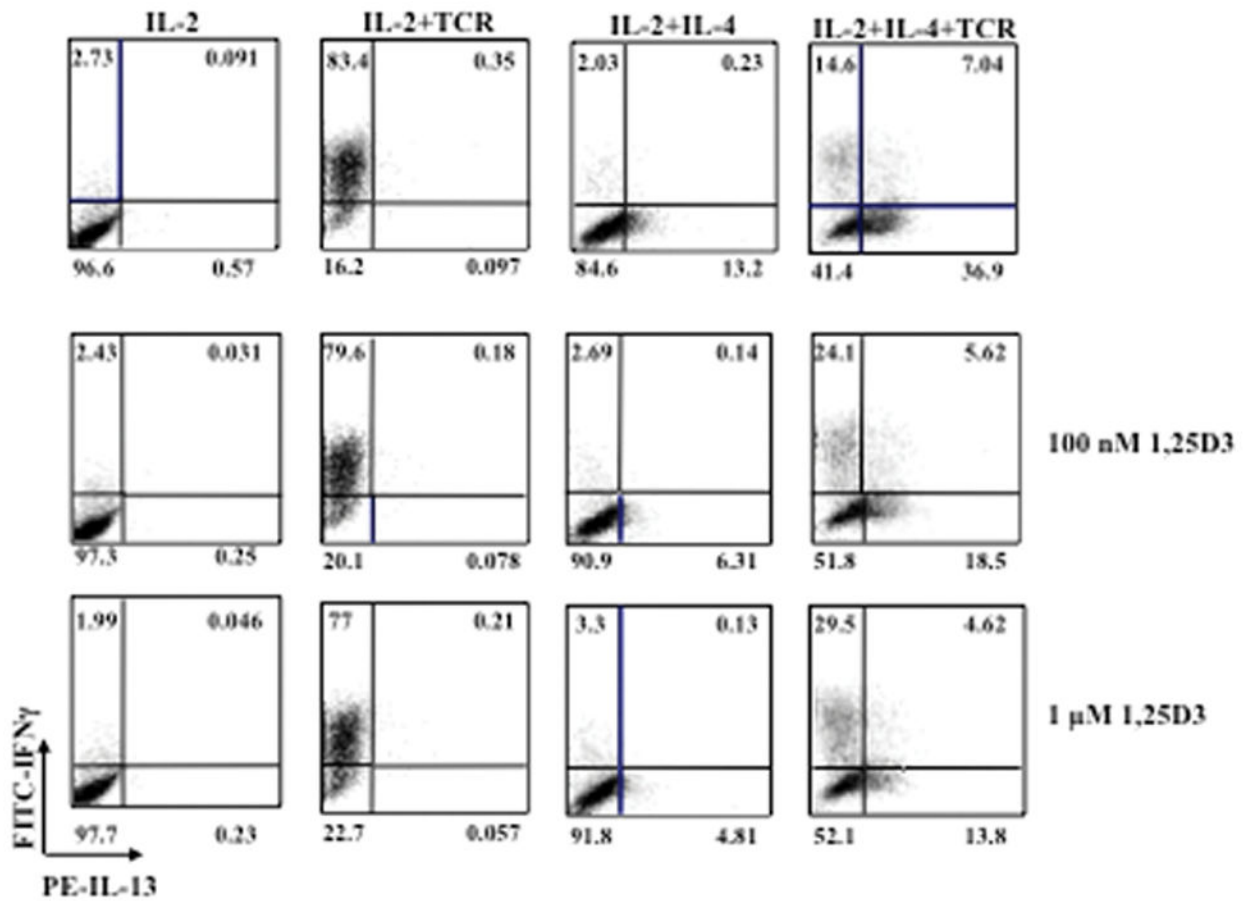 IL-2 IL-2+TCR IL-2+IL-4 IL-2+IL-4+TCR
2.73 0.091 83.4 0.35 2.03 0.23 14.6 7.04
96.6 0.57 16.2 0.097 84.6 13.2 41.4 36.9
2.43 0.031 79.6 0.18 2.69 0.14 24.1 5.62
100 nM 1,25D3
97.3 0.25 20.1 0.078 90.9 6.31 51.8 18.5
1.99 0.046 77 0.21 3.3 0.13 29.5 4.62
1 µM 1,25D3
97.7 0.23 22.7 0.057 91.8 4.81 52.1 13.8
FITC-IFNγ
PE-IL-13